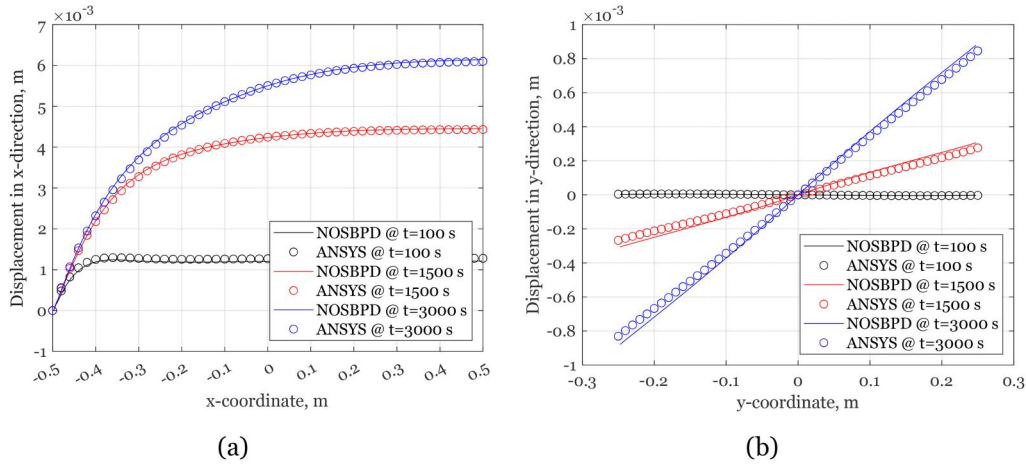 ×10⁻³
7
6
5
4
3
2
1
0
-1
Displacement in x-direction, m
NOSBPD @ t=100 s
ANSYS @ t=100 s
NOSBPD @ t=1500 s
ANSYS @ t=1500 s
NOSBPD @ t=3000 s
ANSYS @ t=3000 s
-0.5 -0.4 -0.3 -0.2 -0.1 0 0.1 0.2 0.3 0.4 0.5
x-coordinate, m
(a)
×10⁻³
1
0.8
0.6
0.4
0.2
0
-0.2
-0.4
-0.6
-0.8
-1
Displacement in y-direction, m
NOSBPD @ t=100 s
ANSYS @ t=100 s
NOSBPD @ t=1500 s
ANSYS @ t=1500 s
NOSBPD @ t=3000 s
ANSYS @ t=3000 s
-0.3 -0.2 -0.1 0 0.1 0.2 0.3
y-coordinate, m
(b)